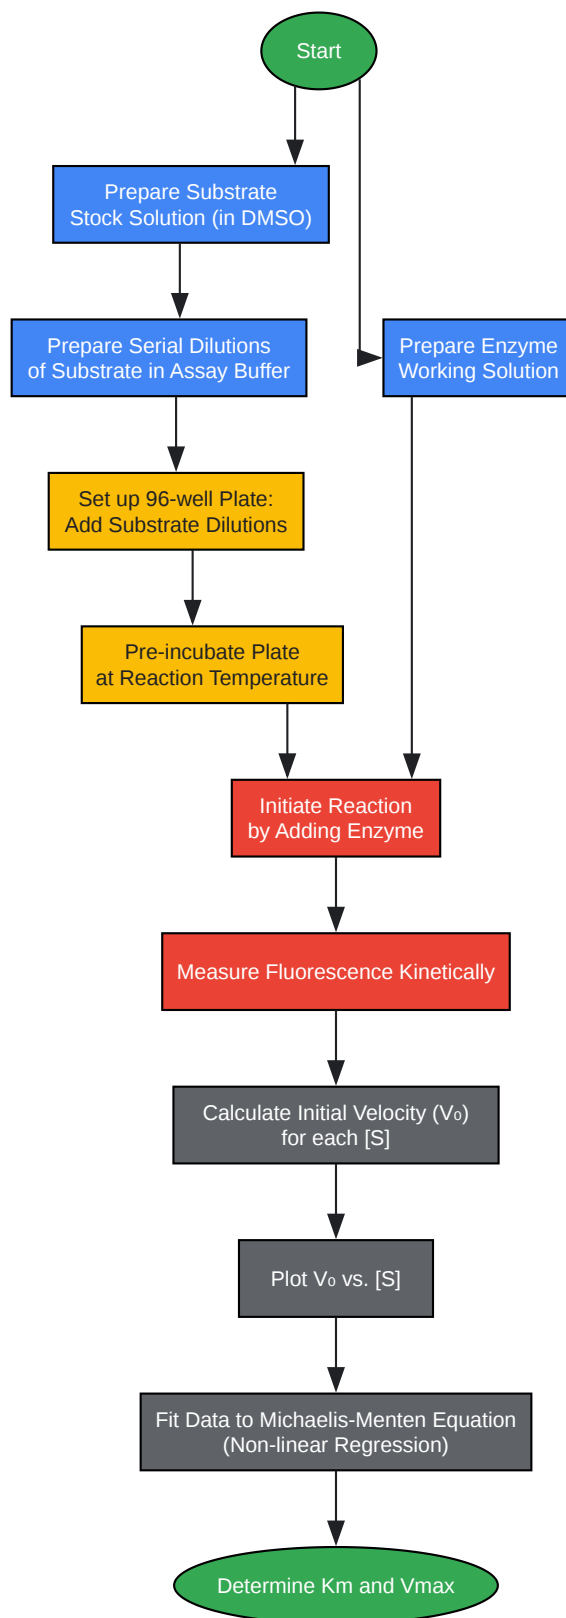 Start
Prepare Substrate
Stock Solution (in DMSO)
Prepare Serial Dilutions
of Substrate in Assay Buffer
Prepare Enzyme
Working Solution
Set up 96-well Plate:
Add Substrate Dilutions
Pre-incubate Plate
at Reaction Temperature
Initiate Reaction
by Adding Enzyme
Measure Fluorescence Kinetically
Calculate Initial Velocity (V₀)
for each [S]
Plot V₀ vs. [S]
Fit Data to Michaelis-Menten Equation
(Non-linear Regression)
Determine Km and Vmax